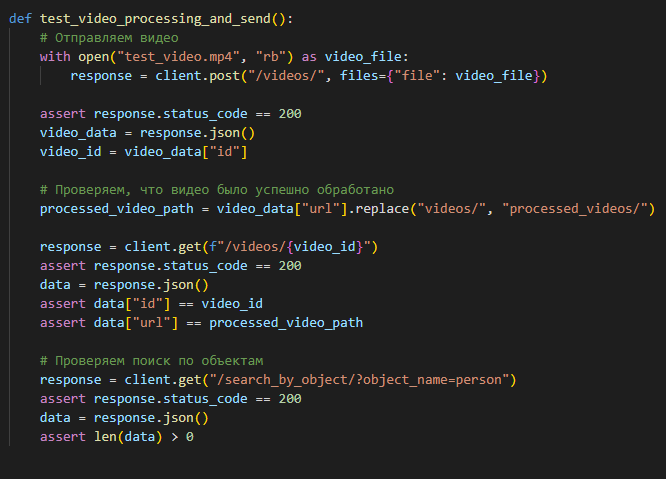 def test_video_processing_and_send():
    # Отправляем видео
    with open("test_video.mp4", "rb") as video_file:
        response = client.post("/videos/", files={"file": video_file})
    assert response.status_code == 200
    video_data = response.json()
    video_id = video_data["id"]
    # Проверяем, что видео было успешно обработано
    processed_video_path = video_data["url"].replace("videos/", "processed_videos/")
    response = client.get(f"/videos/{video_id}")
    assert response.status_code == 200
    data = response.json()
    assert data["id"] == video_id
    assert data["url"] == processed_video_path
    # Проверяем поиск по объектам
    response = client.get("/search_by_object/?object_name=person")
    assert response.status_code == 200
    data = response.json()
    assert len(data) > 0